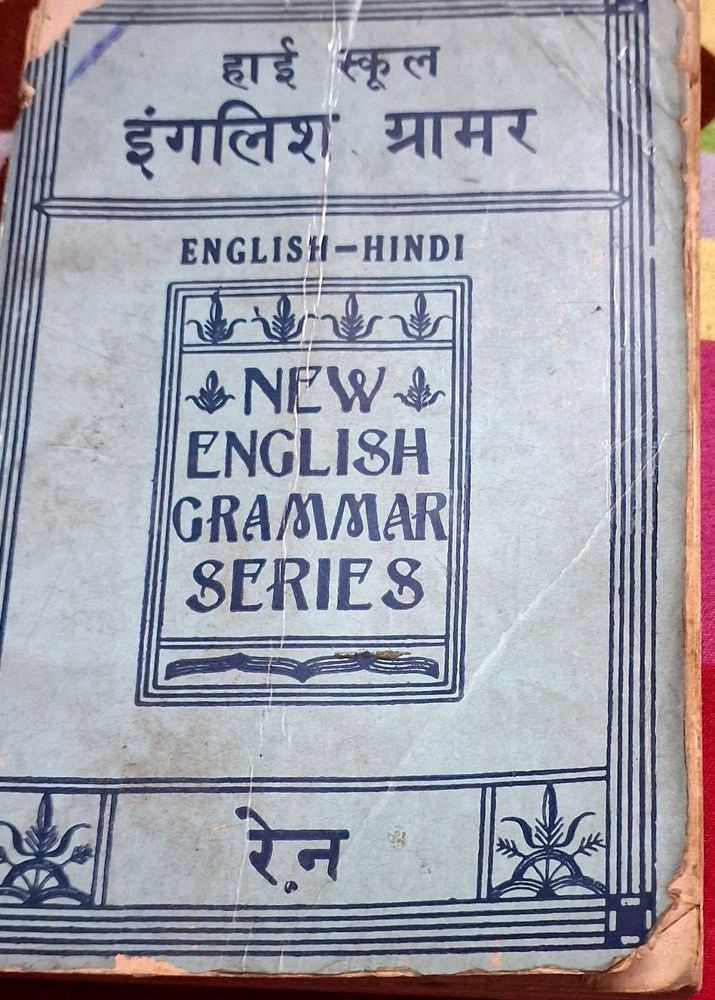 हाई स्कूल
इंगलिश ग्रामर
ENGLISH-HINDI
NEW
ENGLISH
GRAMMAR
SERIES
रे.न